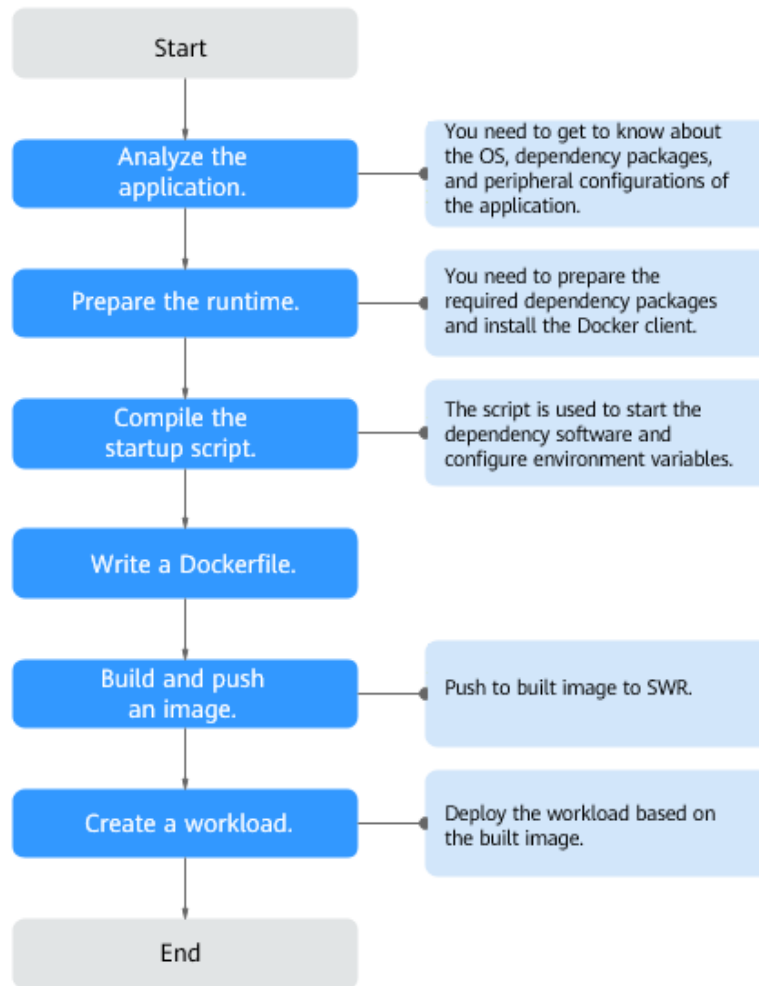 Start
Analyze the
application.
You need to get to know about
the OS, dependency packages,
and peripheral configurations of
the application.
Prepare the runtime.
You need to prepare the
required dependency packages
and install the Docker client.
Compile the
startup script.
The script is used to start the
dependency software and
configure environment variables.
Write a Dockerfile.
Build and push
an image.
Push to built image to SWR.
Create a workload.
Deploy the workload based on
the built image.
End